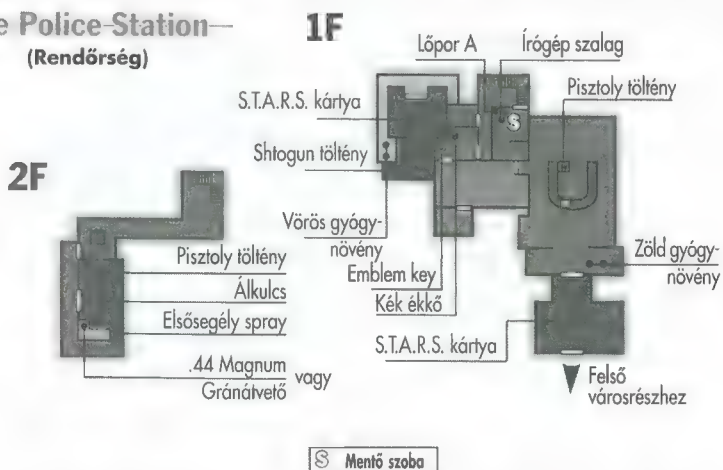 e Police Station
(Rendőrség)
1F
Lőpor A
Írógép szalag
Pisztoly töltény
S.T.A.R.S. kártya
Shtogun töltény
S
Vörös gyógy-
növény
Emblem key
Kék ékkő
Zöld gyógy-
növény
S.T.A.R.S. kártya
Felső
városrészhez
2F
Pisztoly töltény
Álkulcs
Elsősegély spray
.44 Magnum vagy
Gránátvető
S Mentő szoba